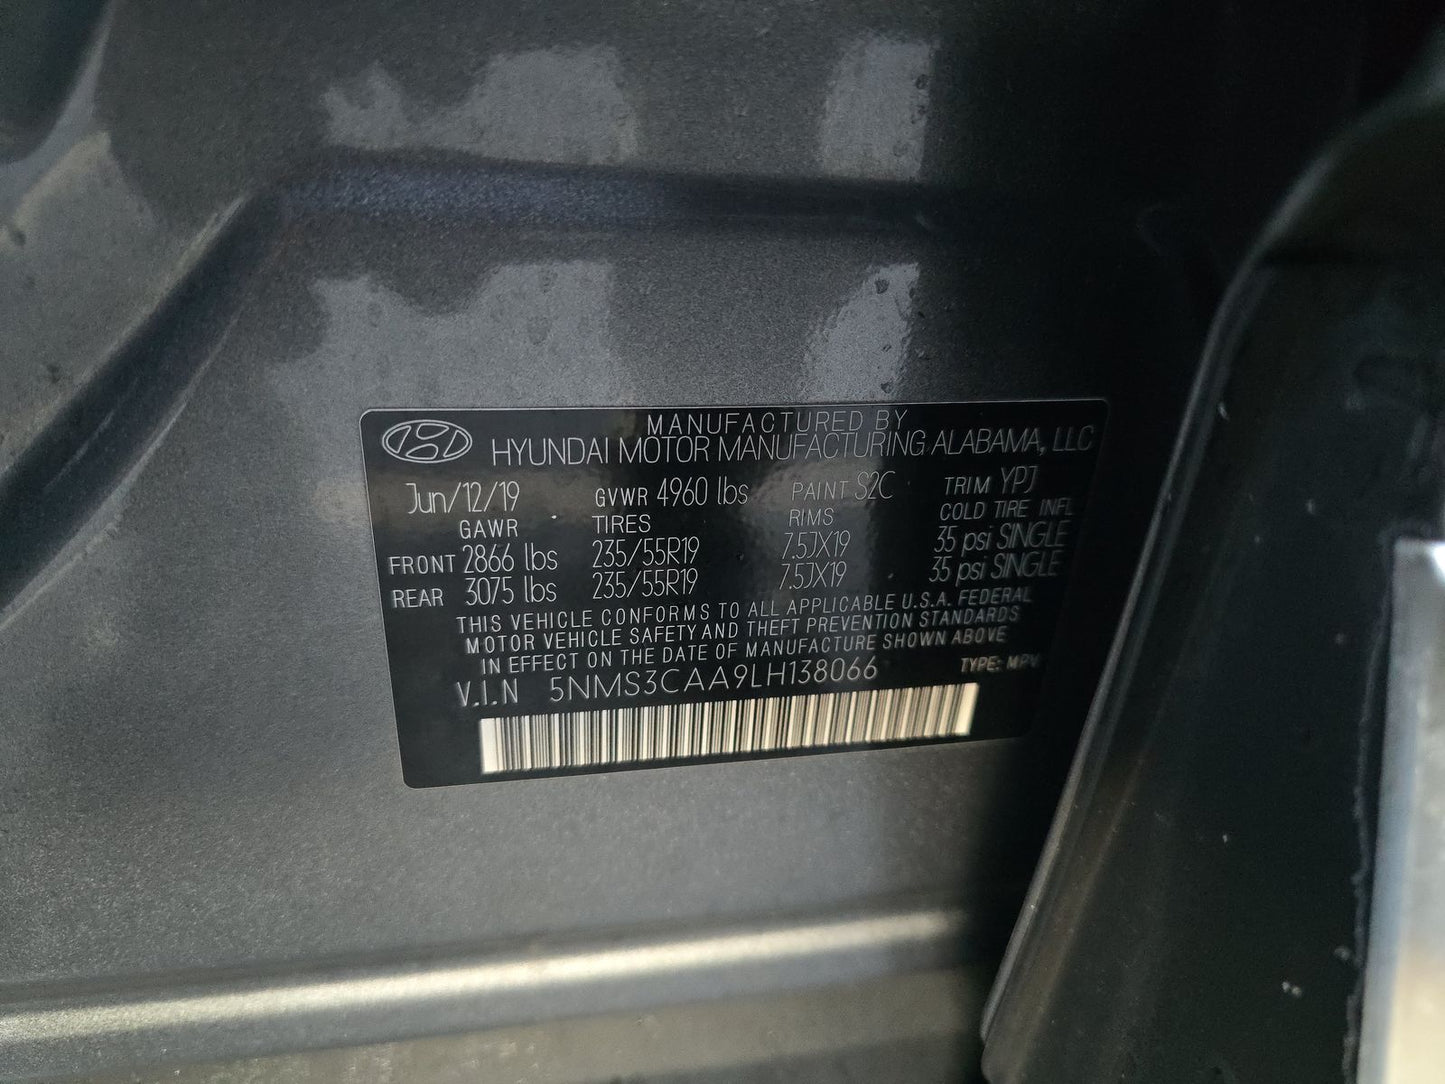 MANUFACTURED BY
HYUNDAI MOTOR MANUFACTURING ALABAMA, LLC
Jun/12/19 GVWR 4960 lbs PAINT S2C TRIM YPJ
GAWR TIRES RIMS COLD TIRE INFL
FRONT 2866 lbs 235/55R19 7.5JX19 35 psi SINGLE
REAR 3075 lbs 235/55R19 7.5JX19 35 psi SINGLE
THIS VEHICLE CONFORMS TO ALL APPLICABLE U.S.A. FEDERAL
MOTOR VEHICLE SAFETY AND THEFT PREVENTION STANDARDS
IN EFFECT ON THE DATE OF MANUFACTURE SHOWN ABOVE
V.I.N 5NMS3CAA9LH138066 TYPE: MPV